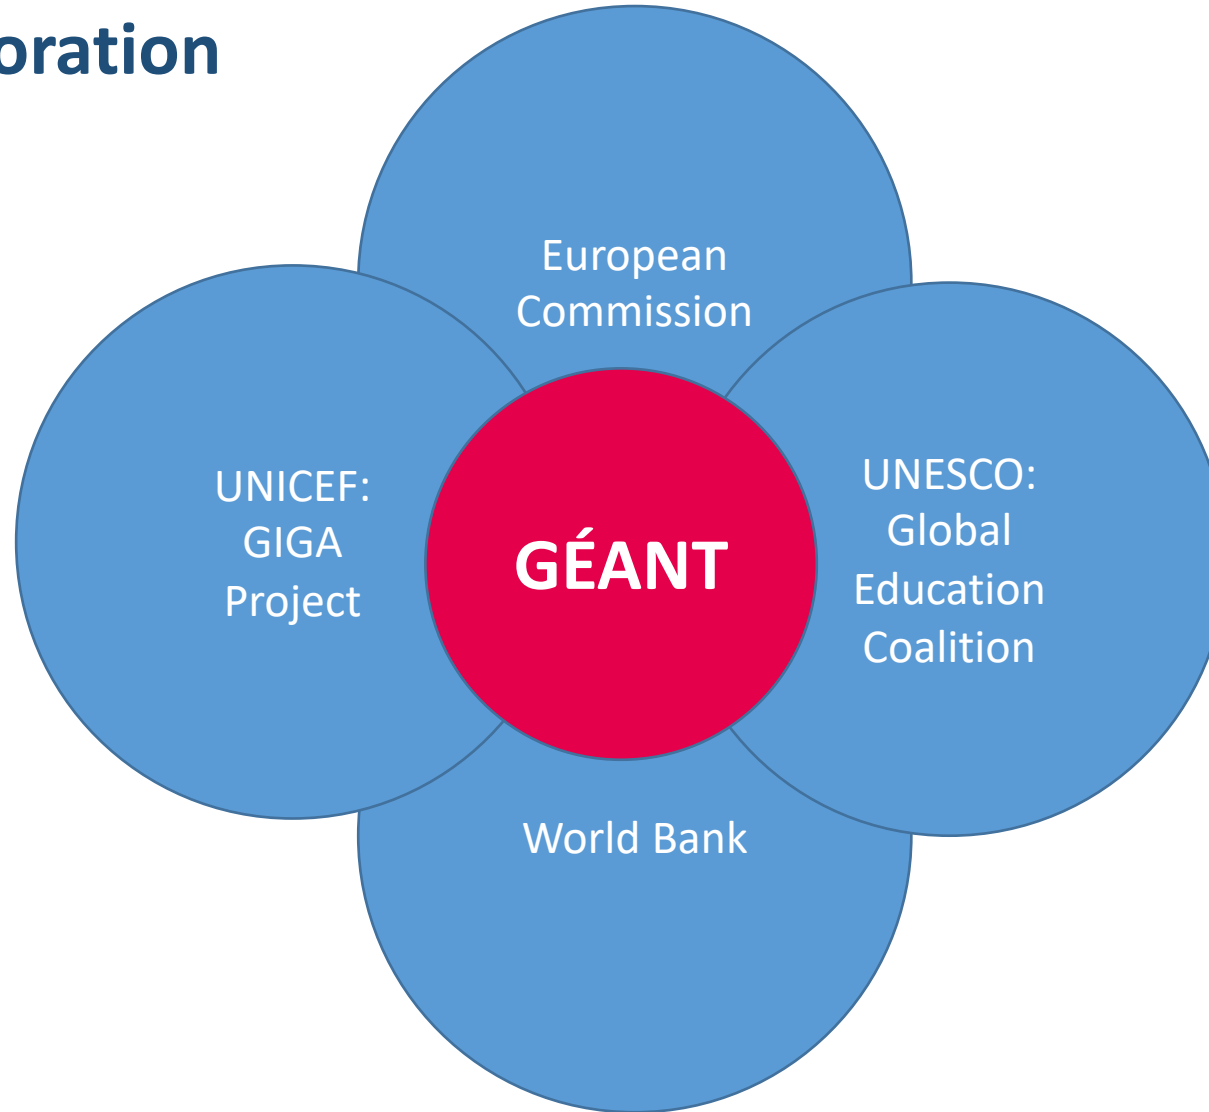 oration
European
Commission
UNICEF:
GIGA
Project
GÉANT
UNESCO:
Global
Education
Coalition
World Bank